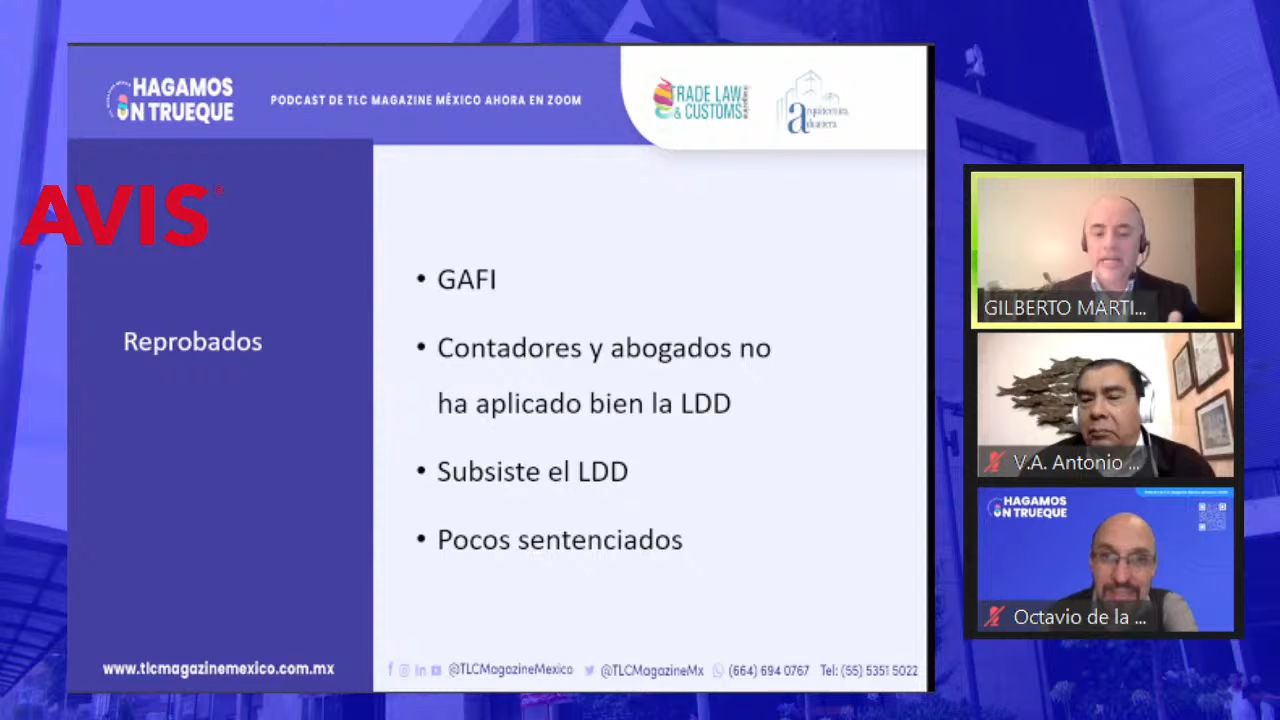 HAGAMOS
UN TRUEQUE
PODCAST DE TLC MAGAZINE MÉXICO AHORA EN ZOOM
TRADE LAW
& CUSTOMS
arquitectura
aduanera
AVIS
Reprobados
• GAFI
• Contadores y abogados no
ha aplicado bien la LDD
• Subsiste el LDD
• Pocos sentenciados
www.tlcmagazinemexico.com.mx
@TLCMagazineMexico
@TLCMagazineMx
(664) 694 0767
Tel: (55) 5351 5022
GILBERTO MARTI...
V.A. Antonio ...
HAGAMOS
UN TRUEQUE
Octavio de la ...